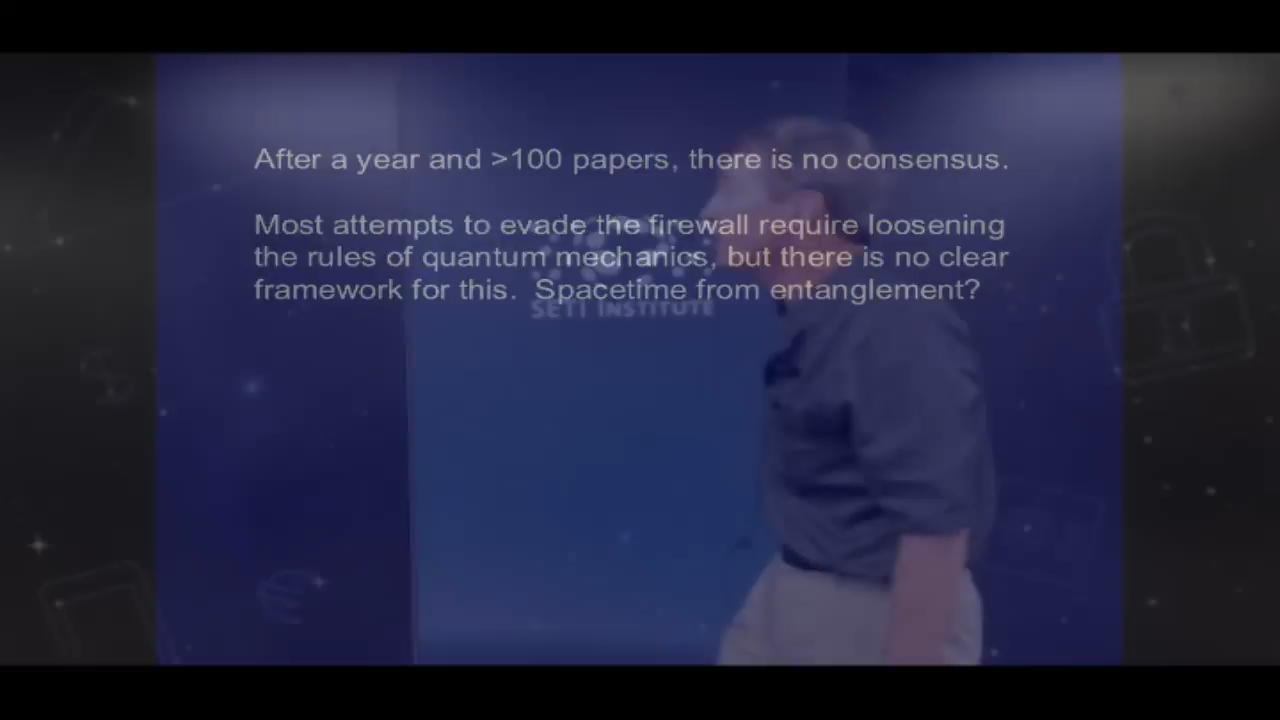 After a year and >100 papers, there is no consensus.
Most attempts to evade the firewall require loosening
the rules of quantum mechanics, but there is no clear
framework for this.  Spacetime from entanglement?
SETI INSTITUTE